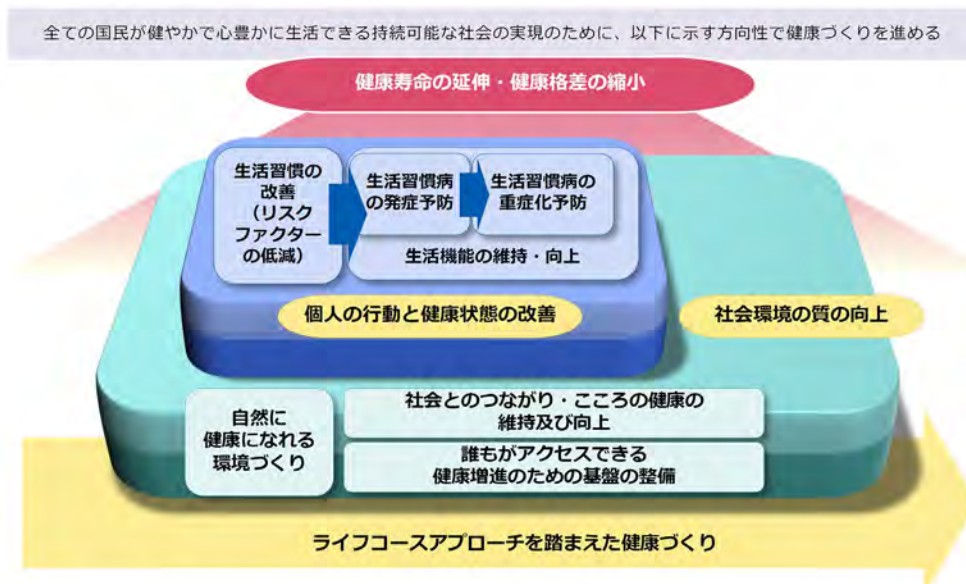 全ての国民が健やかで心豊かに生活できる持続可能な社会の実現のために、以下に示す方向性で健康づくりを進める
健康寿命の延伸・健康格差の縮小
生活習慣の
改善
（リスク
ファクター
の低減）
生活習慣病
の発症予防
生活習慣病の
重症化予防
生活機能の維持・向上
個人の行動と健康状態の改善
社会環境の質の向上
自然に
健康になれる
環境づくり
社会とのつながり・こころの健康の
維持及び向上
誰もがアクセスできる
健康増進のための基盤の整備
ライフコースアプローチを踏まえた健康づくり